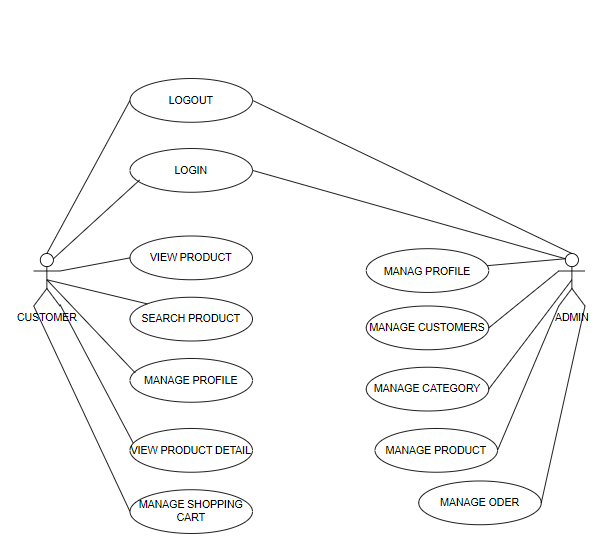 LOGOUT
LOGIN
VIEW PRODUCT
MANAG PROFILE
CUSTOMER
SEARCH PRODUCT
MANAGE CUSTOMERS
ADMIN
MANAGE PROFILE
MANAGE CATEGORY
VIEW PRODUCT DETAIL
MANAGE PRODUCT
MANAGE SHOPPING
CART
MANAGE ODER